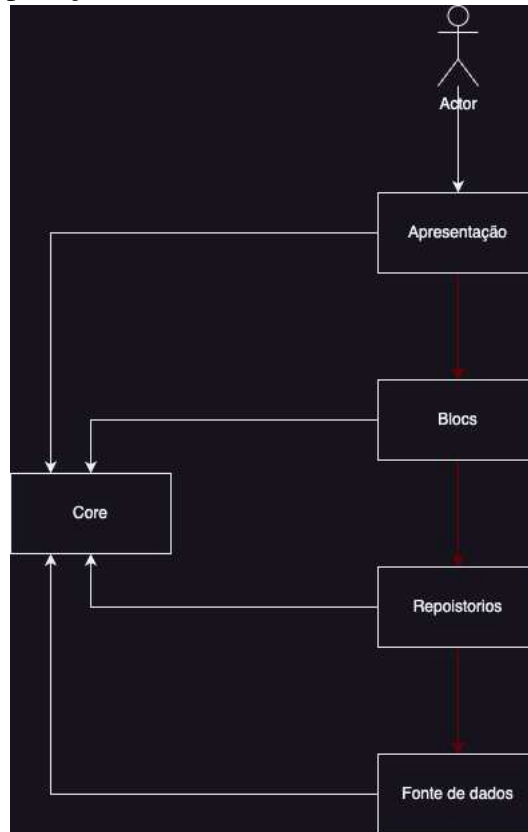 Actor
Apresentação
Blocs
Core
Repoistorios
Fonte de dados